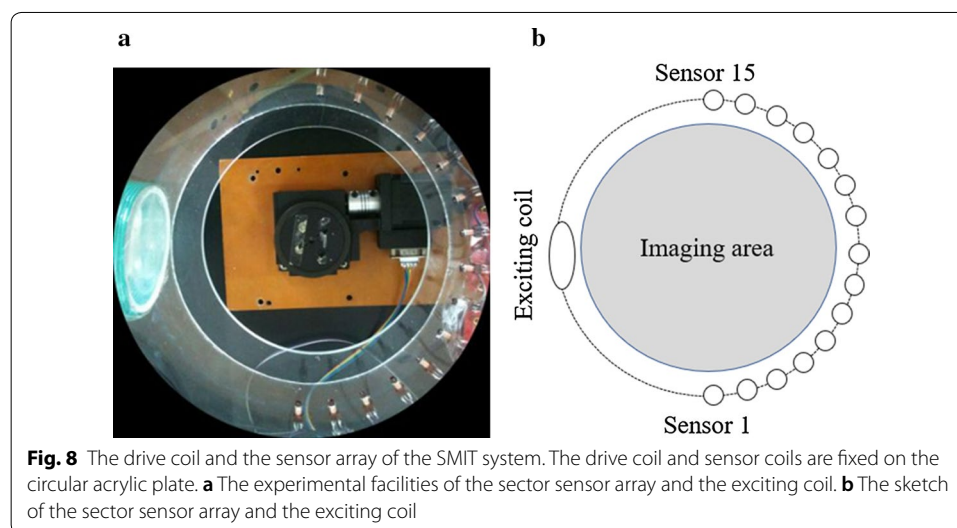 a
b
Sensor 15
Exciting coil
Imaging area
Sensor 1
Fig. 8 The drive coil and the sensor array of the SMIT system. The drive coil and sensor coils are fixed on the
circular acrylic plate. a The experimental facilities of the sector sensor array and the exciting coil. b The sketch
of the sector sensor array and the exciting coil